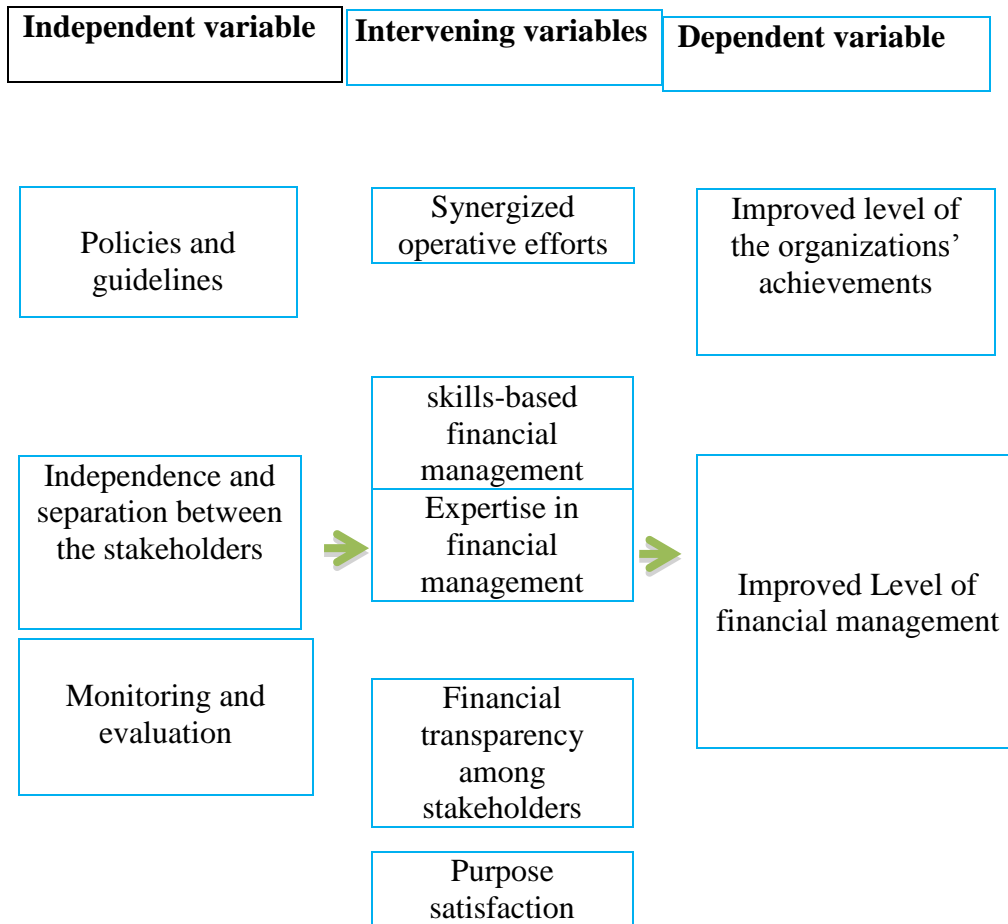 Independent variable
Intervening variables
Dependent variable
Policies and
guidelines
Synergized
operative efforts
Improved level of
the organizations’
achievements
Independence and
separation between
the stakeholders
skills-based
financial
management
Expertise in
financial
management
Improved Level of
financial management
Monitoring and
evaluation
Financial
transparency
among
stakeholders
Purpose
satisfaction